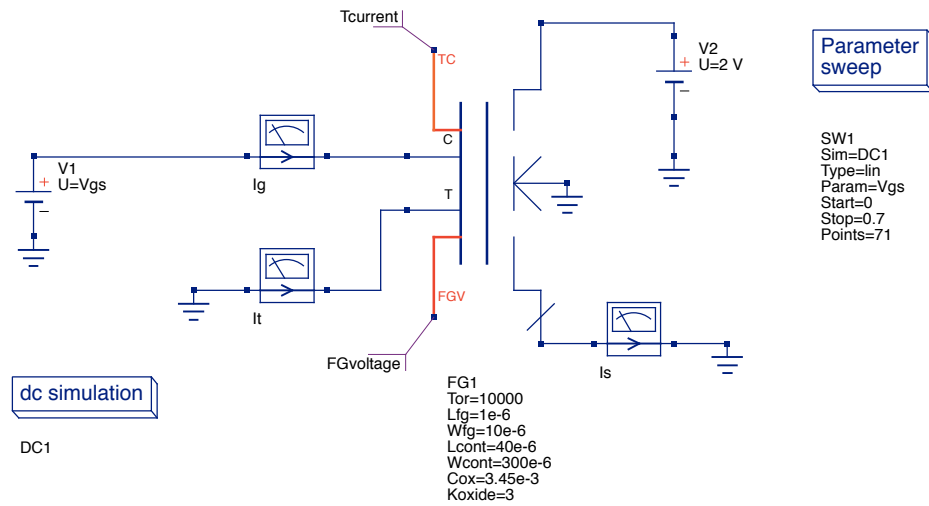 Tcurrent
TC
V2
U=2 V
+
–
Parameter
sweep
C
SW1
Sim=DC1
Type=lin
Param=Vgs
Start=0
Stop=0.7
Points=71
V1
U=Vgs
+
–
Ig
T
FGV
It
FGvoltage
Is
dc simulation
DC1
FG1
Tor=10000
Lfg=1e-6
Wfg=10e-6
Lcont=40e-6
Wcont=300e-6
Cox=3.45e-3
Koxide=3